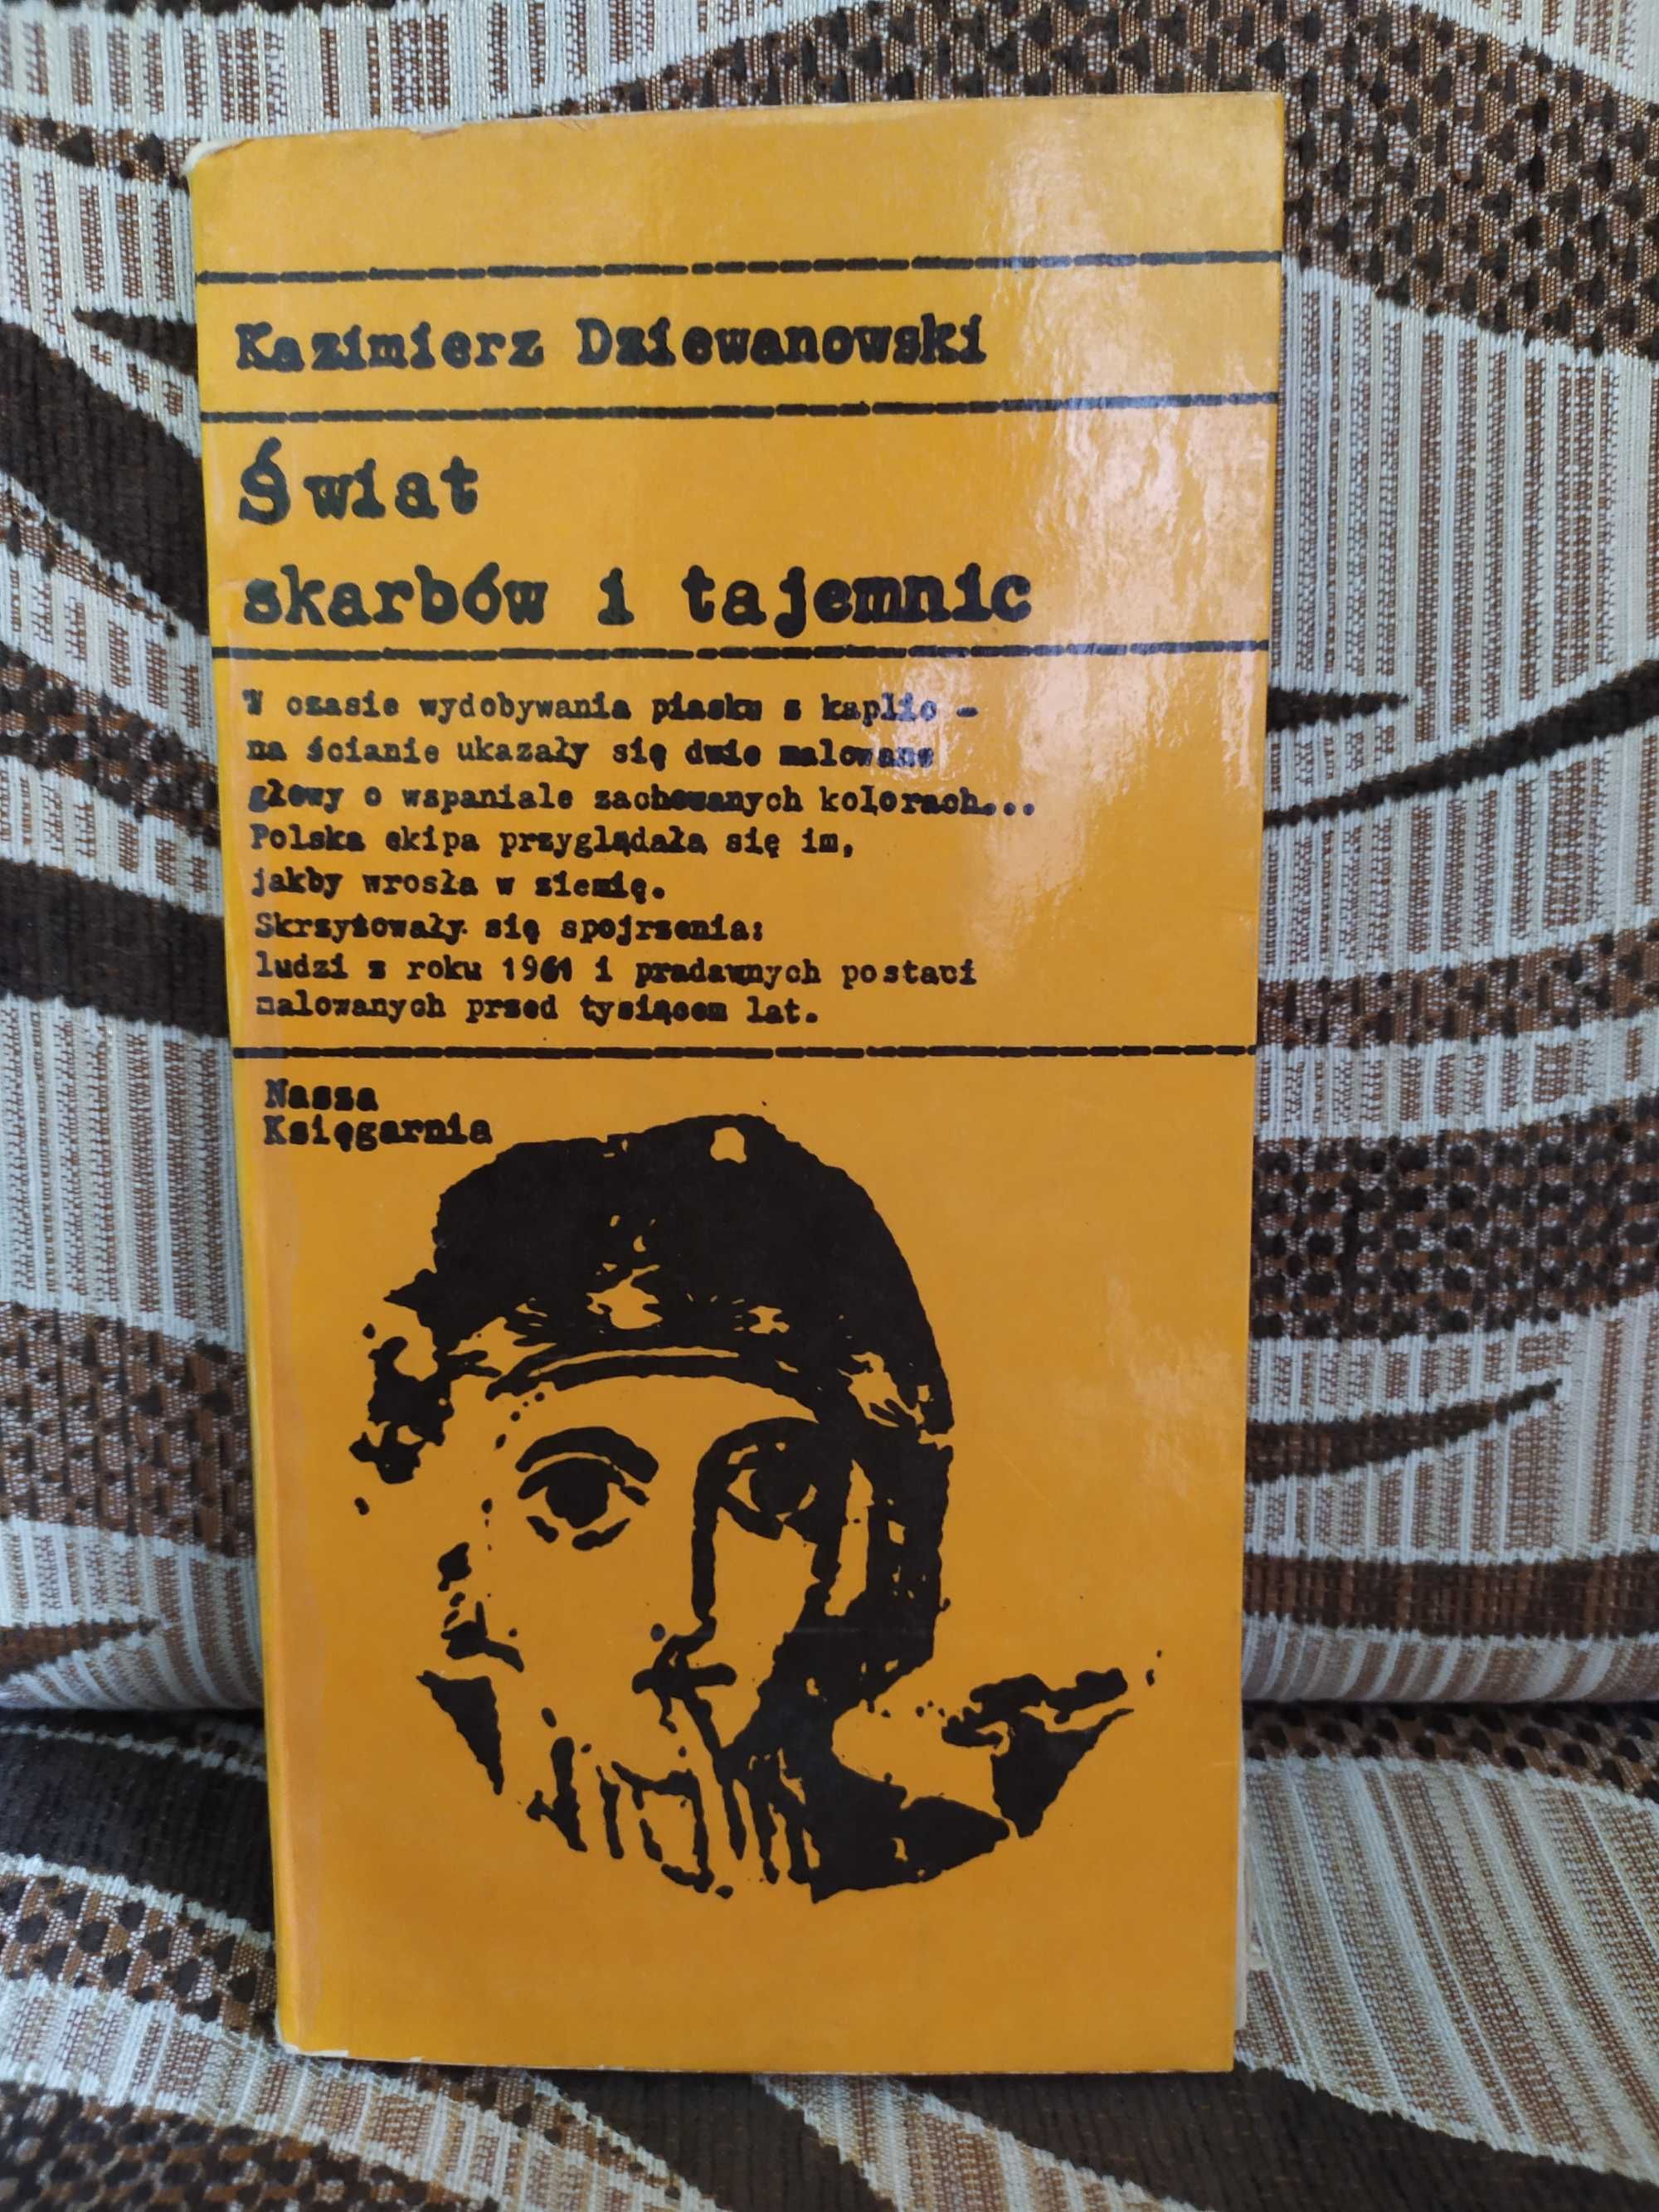 Kazimierz Dziewanowski
Świat
skarbów i tajemnic
W czasie wydobywania piasku z kaplic -
na ścianie ukazały się dwie malowane
głowy o wspaniale zachowanych kolorach...
Polska ekipa przyglądała się im,
jakby wrosła w ziemię.
Skrzyżowały się spojrzenia:
ludzi z roku 1961 i pradawnych postaci
malowanych przed tysiącem lat.
Nasza
Księgarnia